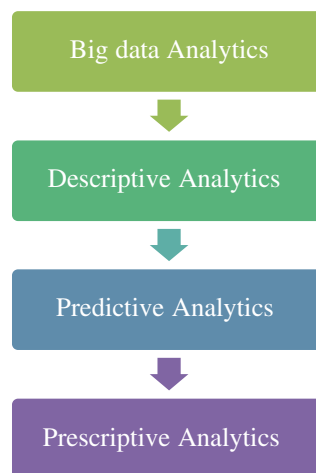 Big data Analytics
Descriptive Analytics
Predictive Analytics
Prescriptive Analytics